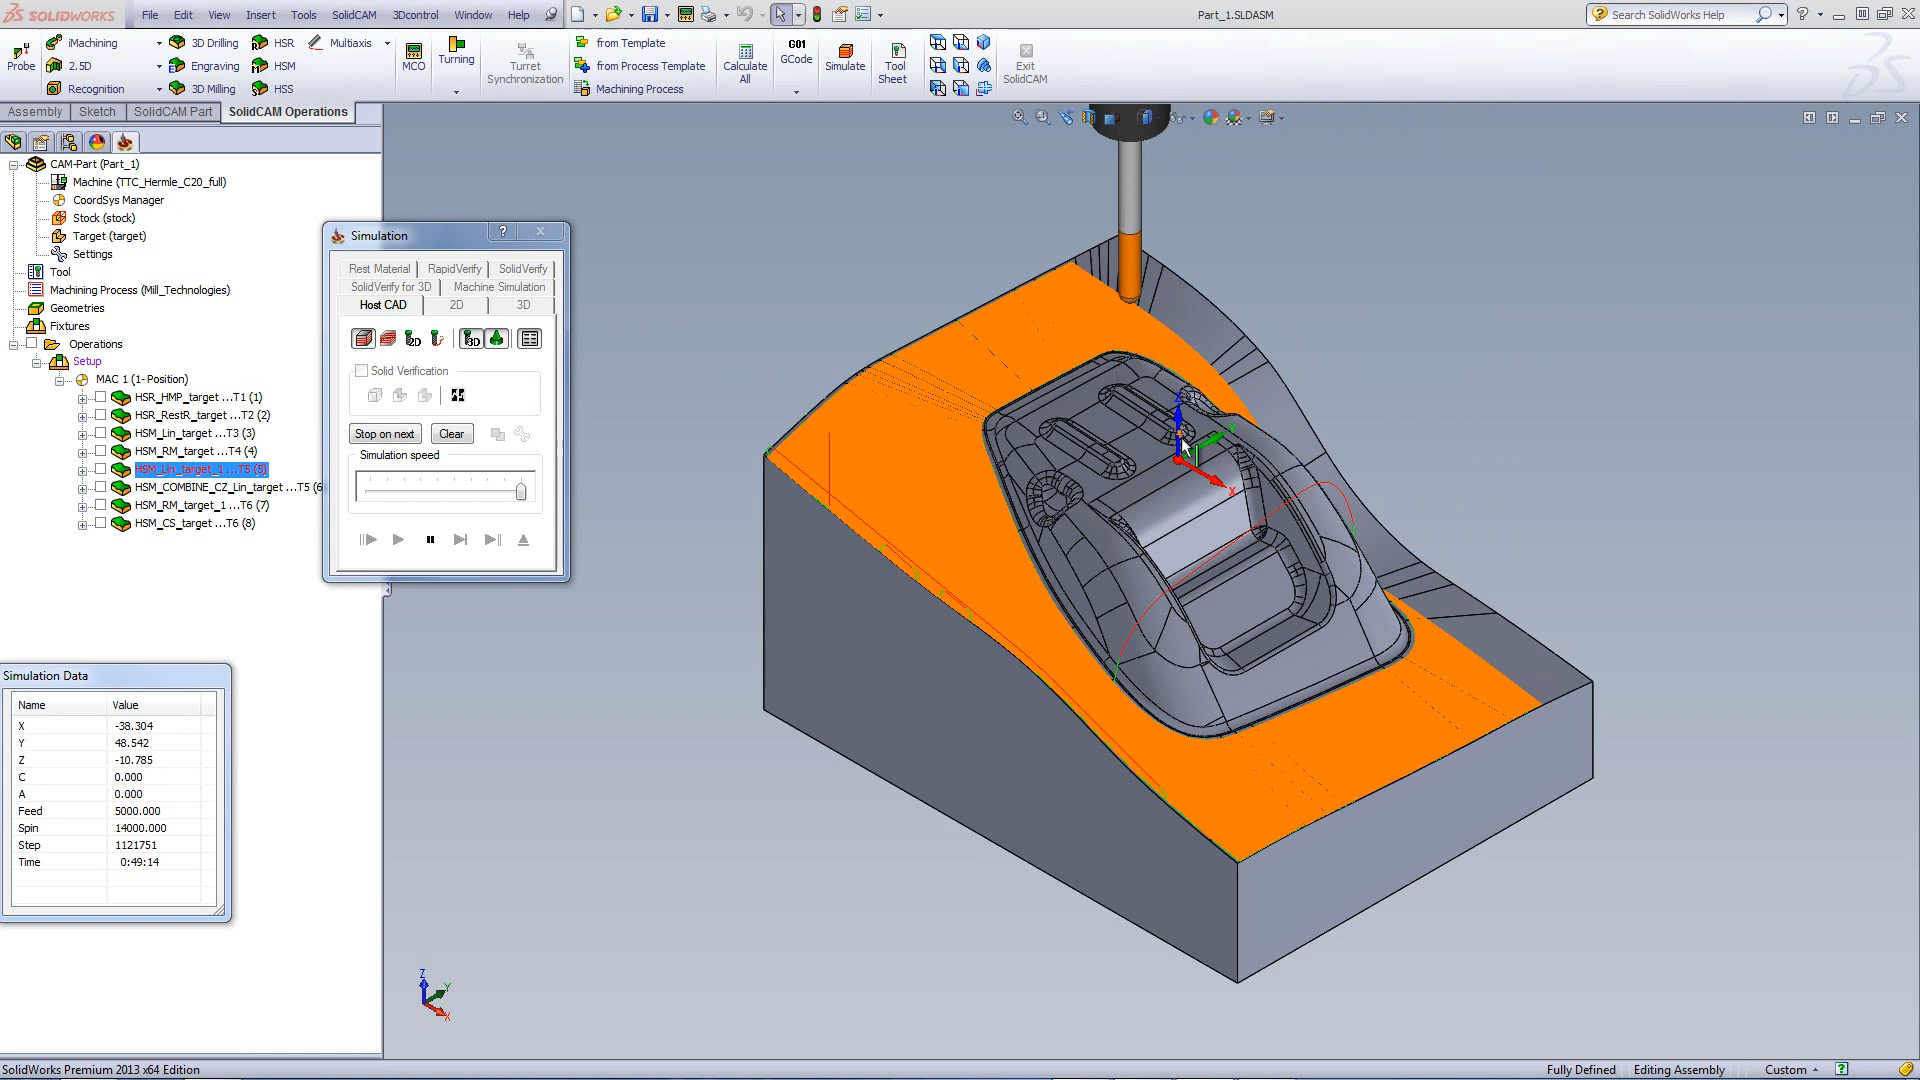 SOLIDWORKS File Edit View Insert Tools SolidCAM 3Dcontrol Window Help Part_1.SLDASM Search SolidWorks Help
iMachining 3D Drilling HSR Multiaxis from Template G01
Probe 2.5D Engraving HSM MCO Turning Turret Synchronization from Process Template Calculate All GCode Simulate Tool Sheet Exit SolidCAM
Recognition 3D Milling HSS Machining Process
Assembly Sketch SolidCAM Part SolidCAM Operations
CAM-Part (Part_1)
Machine (TTC_Hermle_C20_full)
CoordSys Manager
Stock (stock)
Target (target)
Settings
Tool
Machining Process (Mill_Technologies)
Geometries
Fixtures
Operations
Setup
MAC 1 (1- Position)
HSR_HMP_target ...T1 (1)
HSR_RestR_target ...T2 (2)
HSM_Lin_target ...T3 (3)
HSM_RM_target ...T4 (4)
HSM_Lin_target_1 ...T5 (5)
HSM_COMBINE_CZ_Lin_target ...T5 (6
HSM_RM_target_1 ...T6 (7)
HSM_CS_target ...T6 (8)
Simulation
Rest Material RapidVerify SolidVerify
SolidVerify for 3D Machine Simulation
Host CAD 2D 3D
2D 3D
Solid Verification
Stop on next Clear
Simulation speed
Z
Y
X
Simulation Data
Name Value
X -38.304
Y 48.542
Z -10.785
C 0.000
A 0.000
Feed 5000.000
Spin 14000.000
Step 1121751
Time 0:49:14
Z
Y
X
SolidWorks Premium 2013 x64 Edition Fully Defined Editing Assembly Custom